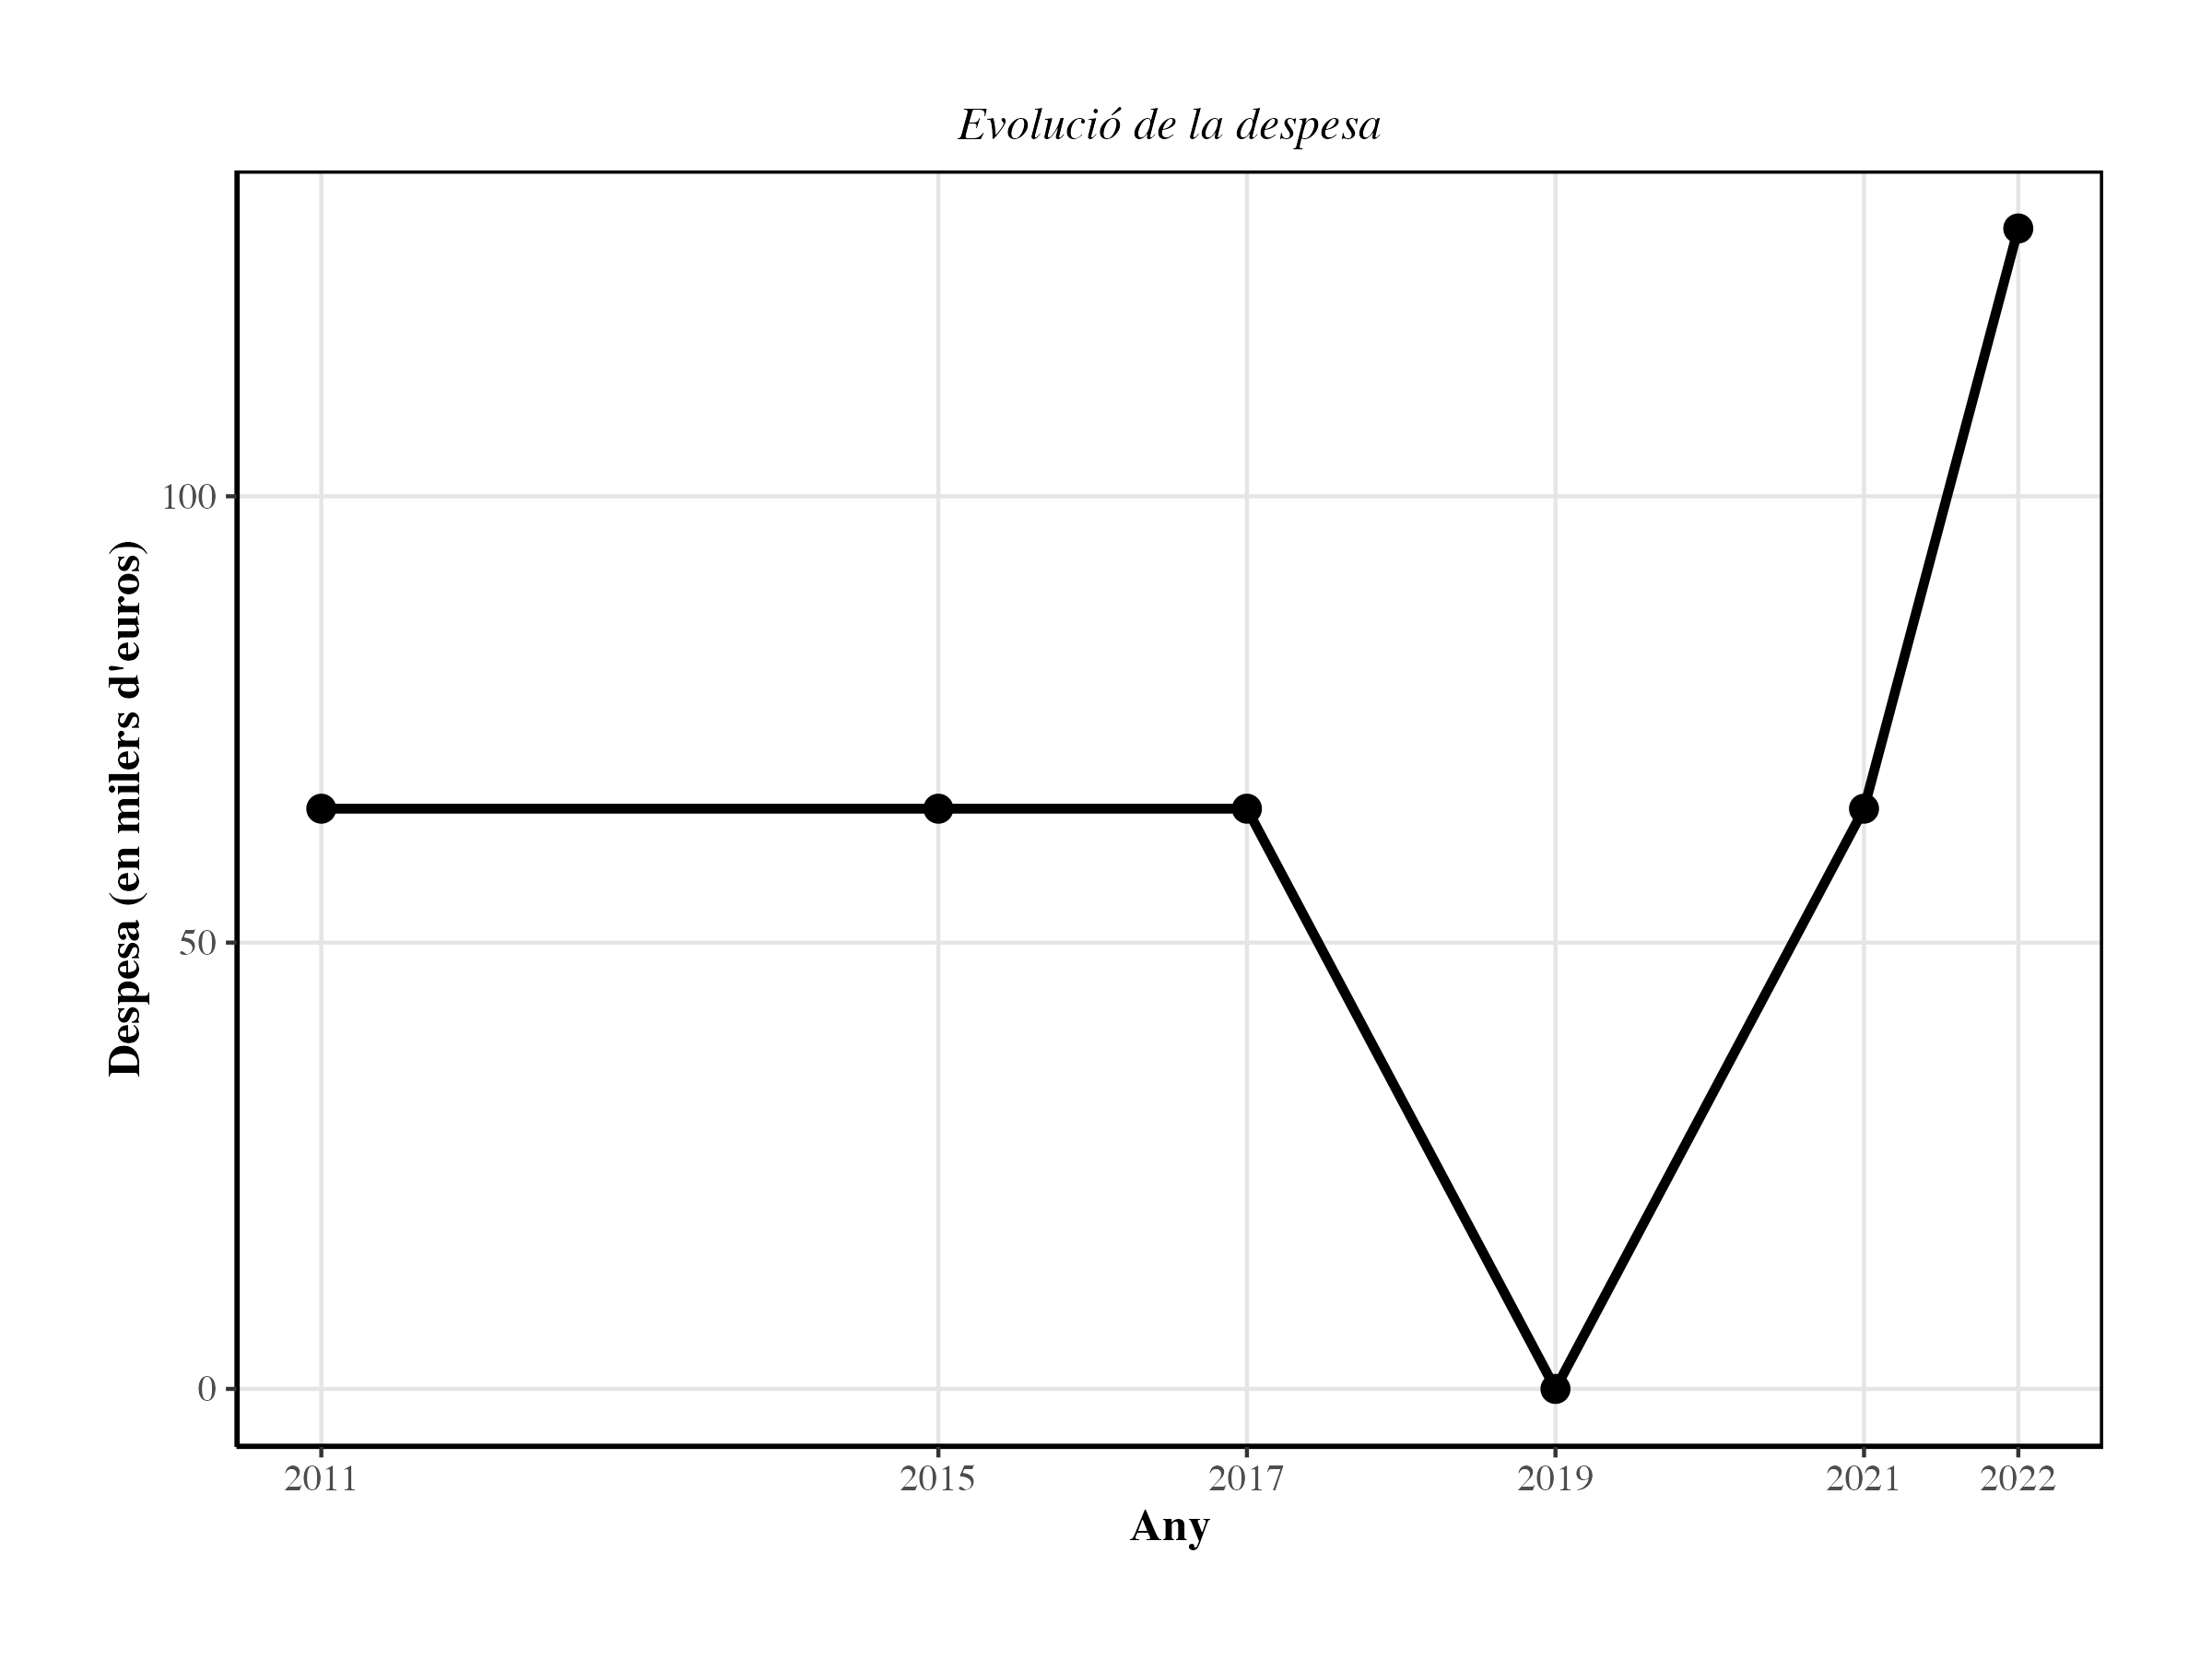 Evolució de la despesa
Despesa (en milers d'euros)
100
50
0
2011 2015 2017 2019 2021 2022
Any